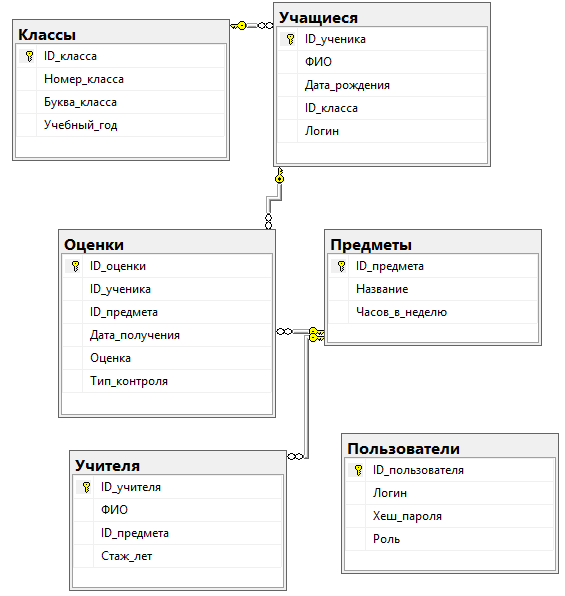 Классы
ID_класса
Номер_класса
Буква_класса
Учебный_год
Учащиеся
ID_ученика
ФИО
Дата_рождения
ID_класса
Логин
Оценки
ID_оценки
ID_ученика
ID_предмета
Дата_получения
Оценка
Тип_контроля
Предметы
ID_предмета
Название
Часов_в_неделю
Учителя
ID_учителя
ФИО
ID_предмета
Стаж_лет
Пользователи
ID_пользователя
Логин
Хеш_пароля
Роль